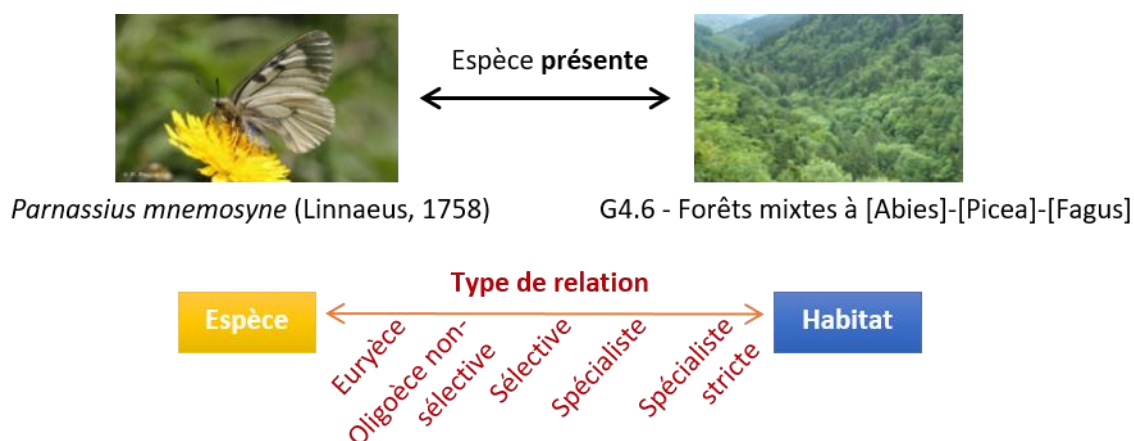 Espèce présente
Parnassius mnemosyne (Linnaeus, 1758)
G4.6 - Forêts mixtes à [Abies]-[Picea]-[Fagus]
Type de relation
Espèce
Habitat
Euryèce
Oligoèce non-
sélective
Sélective
Spécialiste
Spécialiste
stricte